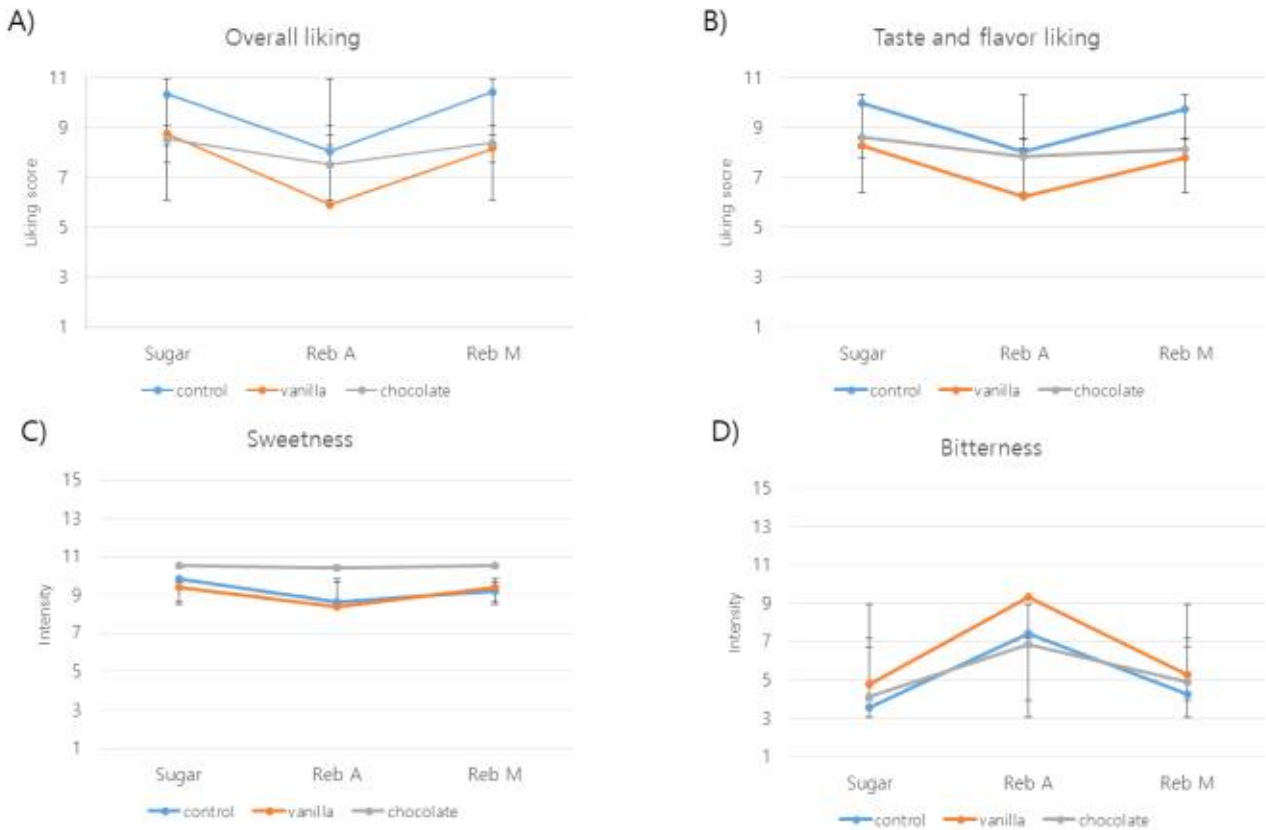 A)
Overall liking
11
9
7
5
3
1
Liking score
Sugar Reb A Reb M
control vanilla chocolate
B)
Taste and flavor liking
11
9
7
5
3
1
Liking socre
Sugar Reb A Reb M
control vanilla chocolate
C)
Sweetness
15
13
11
9
7
5
3
1
Intensity
Sugar Reb A Reb M
control vanilla chocolate
D)
Bitterness
15
13
11
9
7
5
3
1
Intensity
Sugar Reb A Reb M
control vanilla chocolate